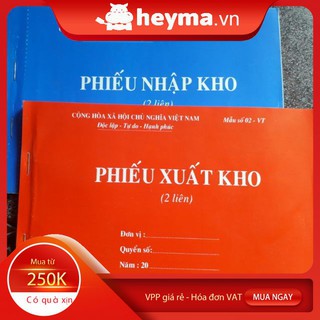 heyma.vn
PHIẾU NHẬP KHO
(2 liên)
CỘNG HÒA XÃ HỘI CHỦ NGHĨA VIỆT NAM
Độc lập - Tự do - Hạnh phúc
Mẫu số 02 - VT
PHIẾU XUẤT KHO
(2 liên)
Đơn vị :
Quyển số:
Năm : 20
Mua từ
250K
Có quà xịn
VPP giá rẻ - Hóa đơn VAT
MUA NGAY